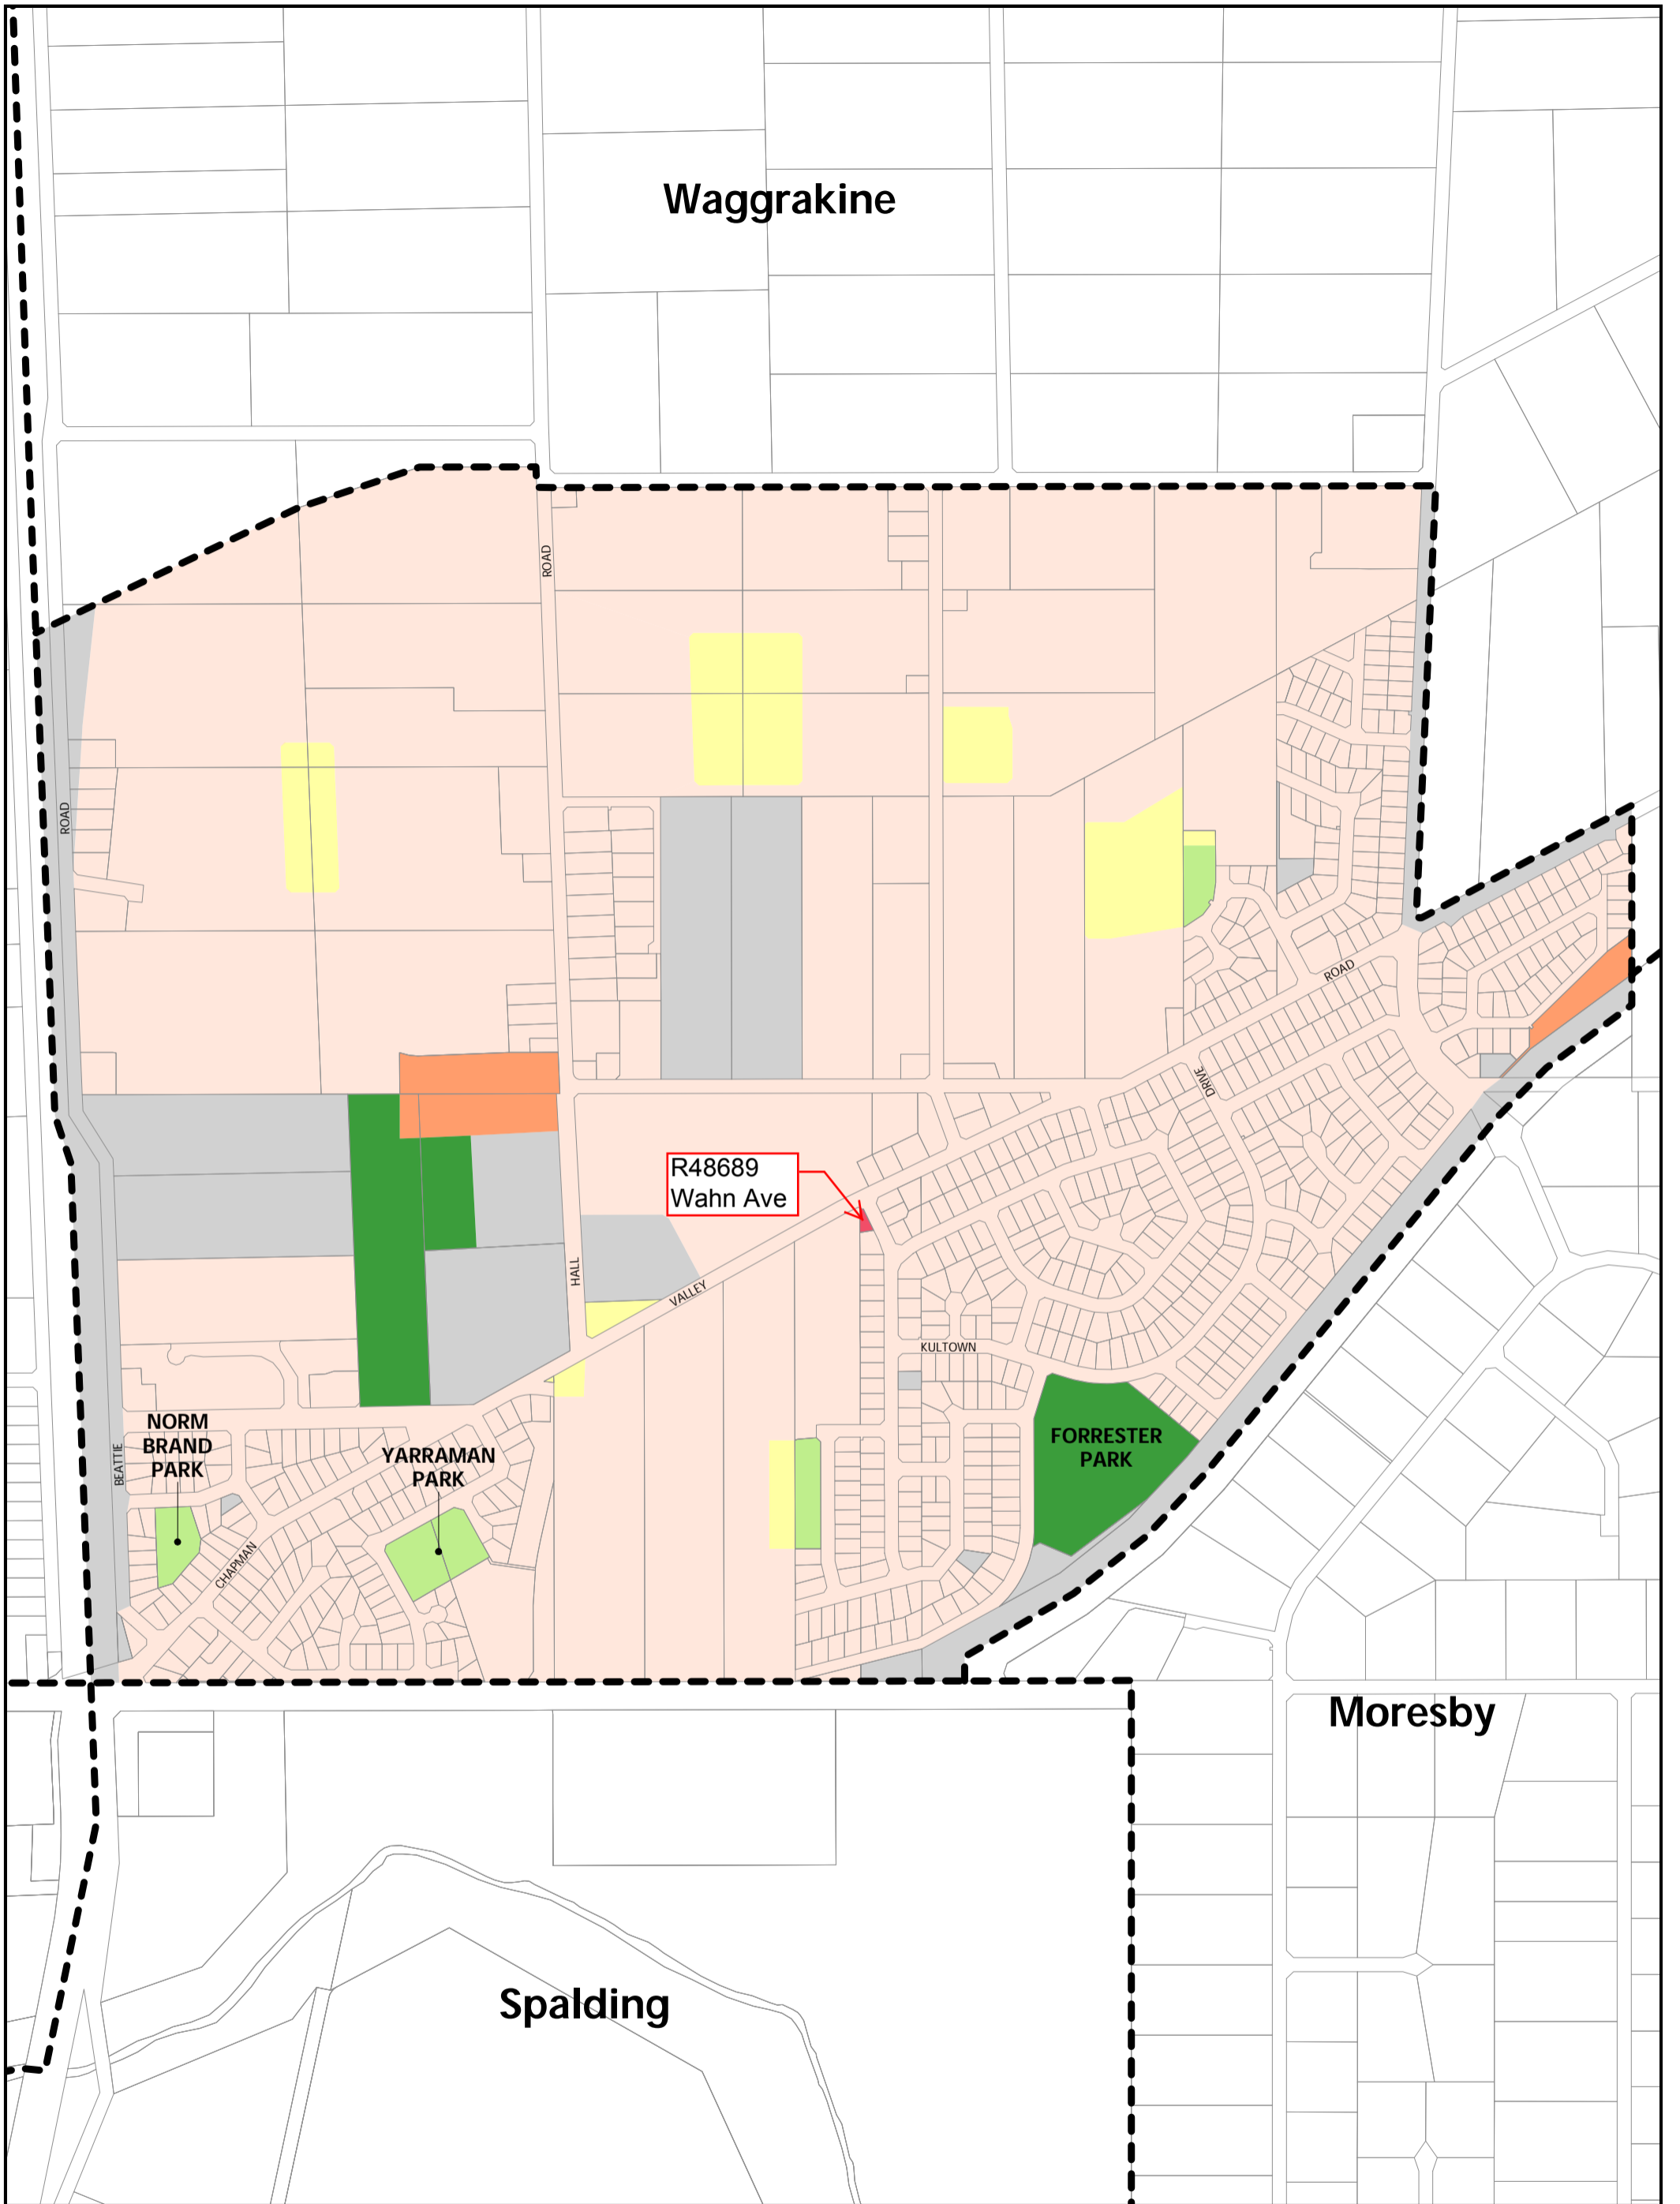 Waggrakine
ROAD
ROAD
ROAD
DRIVE
R48689
Wahn Ave
HALL
VALLEY
KULTOWN
NORM
BRAND
PARK
BEATTIE
YARRAMAN
PARK
FORRESTER
PARK
CHAPMAN
Moresby
Spalding